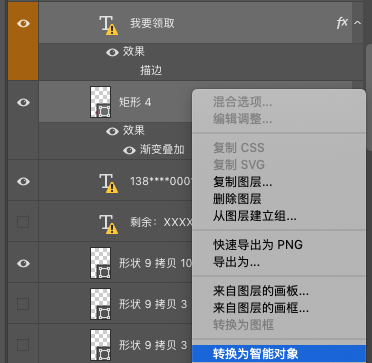 我要领取 fx
效果
描边
矩形 4
效果
渐变叠加
138****000
剩余：XXXX
形状 9 拷贝 10
形状 9 拷贝 3
形状 9 拷贝 3
混合选项...
编辑调整...
复制 CSS
复制 SVG
复制图层...
删除图层
从图层建立组...
快速导出为 PNG
导出为...
来自图层的画板...
来自图层的画框...
转换为图框
转换为智能对象